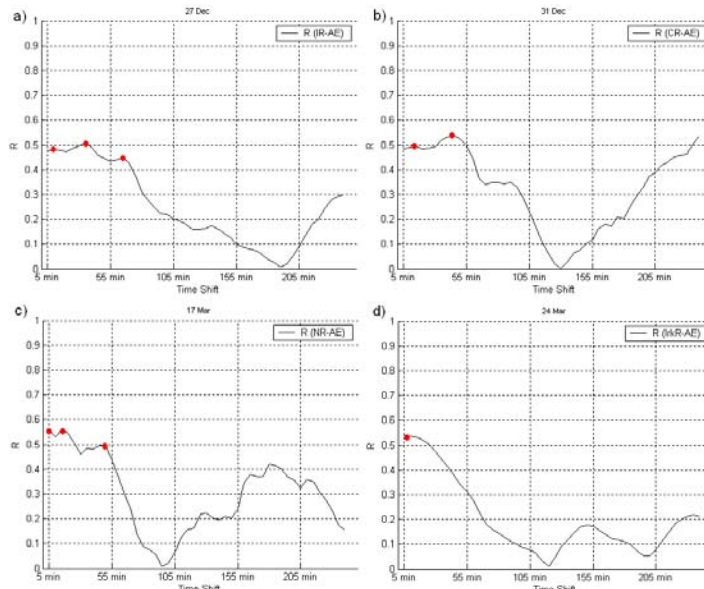 a)
27 Dec
R (IR-AE)
1
0.9
0.8
0.7
0.6
0.5
0.4
0.3
0.2
0.1
0
R
5 min
55 min
105 min
155 min
205 min
Time Shift
b)
31 Dec
R (CR-AE)
1
0.9
0.8
0.7
0.6
0.5
0.4
0.3
0.2
0.1
0
R
5 min
55 min
105 min
155 min
205 min
Time Shift
c)
17 Mar
R (NR-AE)
1
0.9
0.8
0.7
0.6
0.5
0.4
0.3
0.2
0.1
0
R
5 min
55 min
105 min
155 min
205 min
Time Shift
d)
24 Mar
R (IrkR-AE)
1
0.9
0.8
0.7
0.6
0.5
0.4
0.3
0.2
0.1
0
R
5 min
55 min
105 min
155 min
205 min
Time Shift